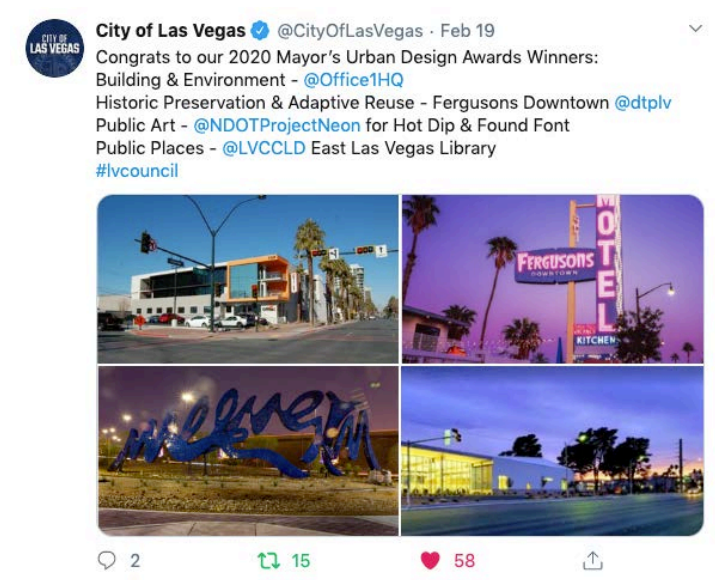 CITY OF
LAS VEGAS
City of Las Vegas @CityOfLasVegas · Feb 19
Congrats to our 2020 Mayor's Urban Design Awards Winners:
Building & Environment - @Office1HQ
Historic Preservation & Adaptive Reuse - Fergusons Downtown @dtplv
Public Art - @NDOTProjectNeon for Hot Dip & Found Font
Public Places - @LVCCLD East Las Vegas Library
#lvcouncil
MOTEL
FERGUSONS
DOWNTOWN
KITCHEN
2 15 58